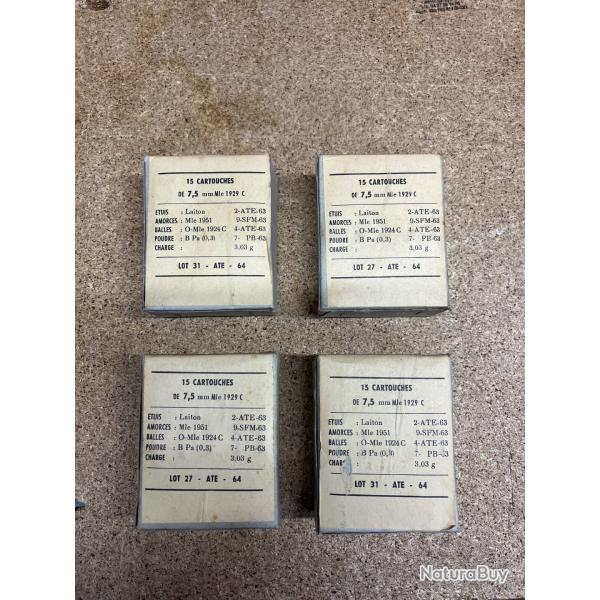 15 CARTOUCHES
DE 7,5 mm Mle 1929 C
ETUIS : Laiton 2-ATE-63
AMORCES : Mle 1951 9-SFM-63
BALLES : O-Mle 1924 C 4-ATE-63
POUDRE : B Pa (0,3) 7- PB-63
CHARGE : 3,03 g
LOT 31 - ATE - 64
15 CARTOUCHES
DE 7,5 mm Mle 1929 C
ETUIS : Laiton 2-ATE-63
AMORCES : Mle 1951 9-SFM-63
BALLES : O-Mle 1924 C 4-ATE-63
POUDRE : B Pa (0,3) 7- PB-63
CHARGE : 3,03 g
LOT 27 - ATE - 64
15 CARTOUCHES
DE 7,5 mm Mle 1929 C
ETUIS : Laiton 2-ATE-63
AMORCES : Mle 1951 9-SFM-63
BALLES : O-Mle 1924 C 4-ATE-63
POUDRE : B Pa (0,3) 7- PB-63
CHARGE : 3,03 g
LOT 27 - ATE - 64
15 CARTOUCHES
DE 7,5 mm Mle 1929 C
ETUIS : Laiton 2-ATE-63
AMORCES : Mle 1951 9-SFM-63
BALLES : O-Mle 1924 C 4-ATE-63
POUDRE : B Pa (0,3) 7- PB-63
CHARGE : 3,03 g
LOT 31 - ATE - 64
NaturaBuy